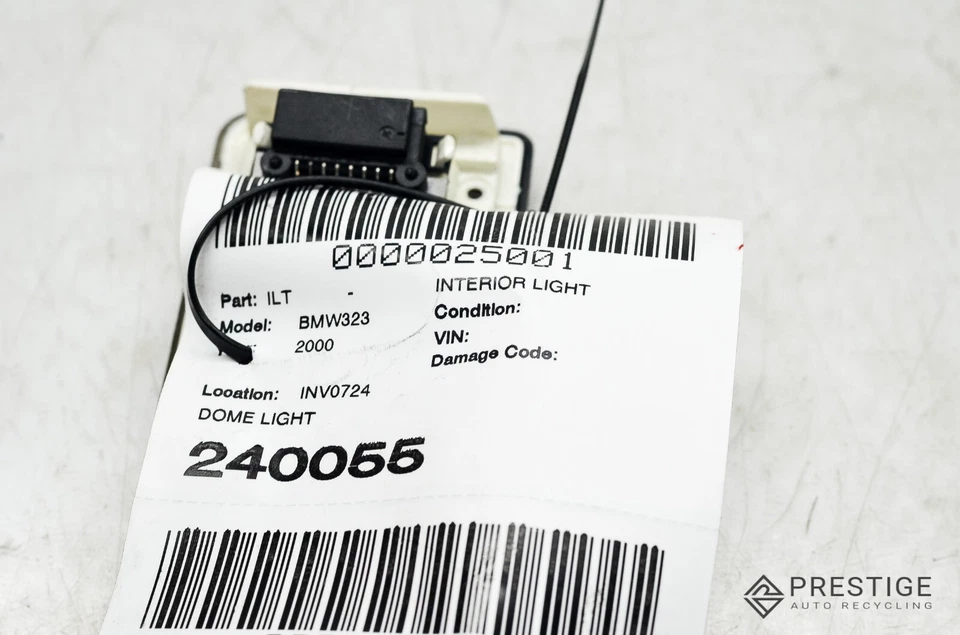 0000025001
Part: ILT - INTERIOR LIGHT
Model: BMW323 Condition:
2000 VIN:
Damage Code:
Location: INV0724
DOME LIGHT
240055
PRESTIGE
AUTO RECYCLING